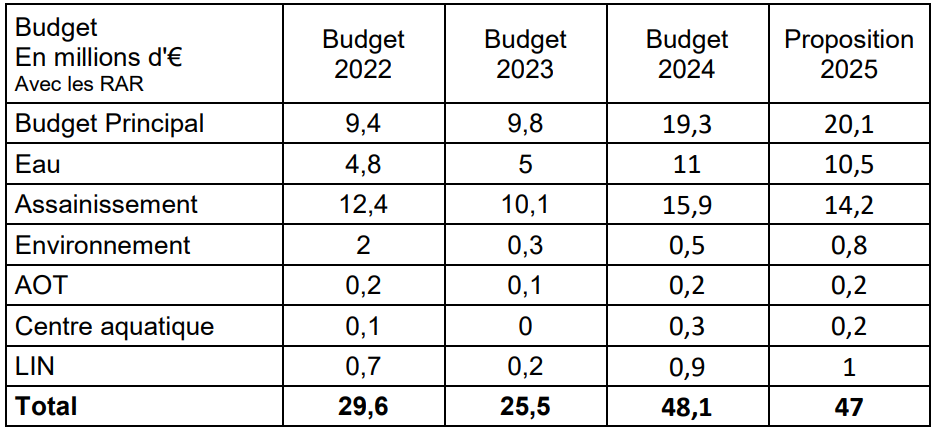 Budget
En millions d'€
Avec les RAR
Budget
2022
Budget
2023
Budget
2024
Proposition
2025
Budget Principal 9,4 9,8 19,3 20,1
Eau 4,8 5 11 10,5
Assainissement 12,4 10,1 15,9 14,2
Environnement 2 0,3 0,5 0,8
AOT 0,2 0,1 0,2 0,2
Centre aquatique 0,1 0 0,3 0,2
LIN 0,7 0,2 0,9 1
Total 29,6 25,5 48,1 47